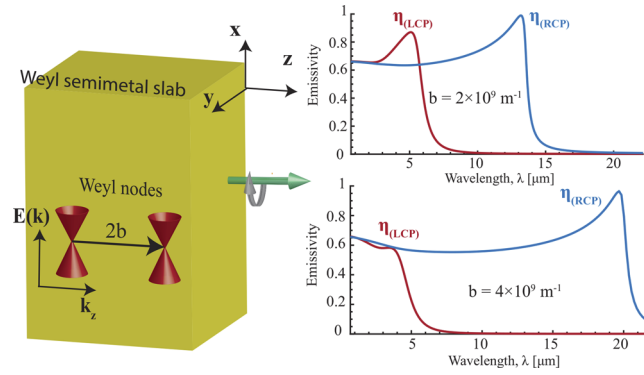 Weyl semimetal slab
x
z
y
Weyl nodes
E(k)
2b
k_z
η(LCP)
η(RCP)
Emissivity
1
0.8
0.6
0.4
0.2
0
b = 2×10⁹ m⁻¹
5
10
15
20
Wavelength, λ [μm]
η(RCP)
η(LCP)
Emissivity
1
0.8
0.6
0.4
0.2
0
b = 4×10⁹ m⁻¹
5
10
15
20
Wavelength, λ [μm]